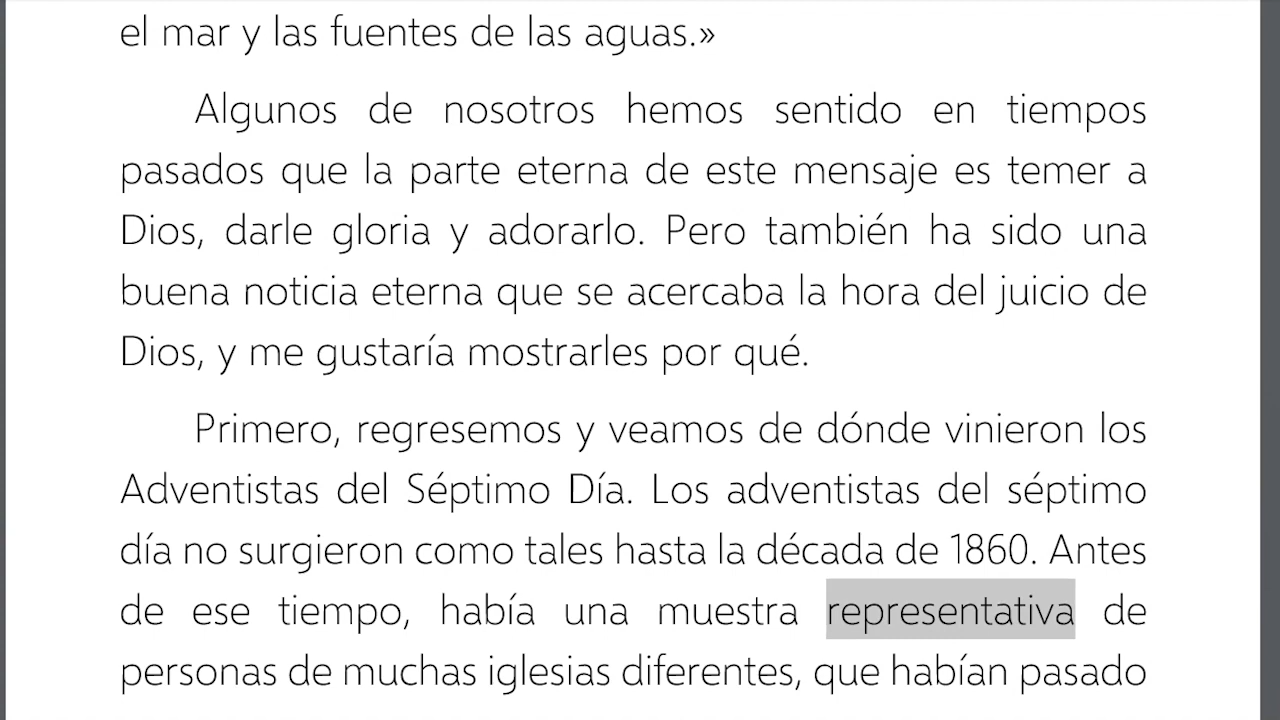 el mar y las fuentes de las aguas.»
Algunos de nosotros hemos sentido en tiempos
pasados que la parte eterna de este mensaje es temer a
Dios, darle gloria y adorarlo. Pero también ha sido una
buena noticia eterna que se acercaba la hora del juicio de
Dios, y me gustaría mostrarles por qué.
Primero, regresemos y veamos de dónde vinieron los
Adventistas del Séptimo Día. Los adventistas del séptimo
día no surgieron como tales hasta la década de 1860. Antes
de ese tiempo, había una muestra representativa de
personas de muchas iglesias diferentes, que habían pasado